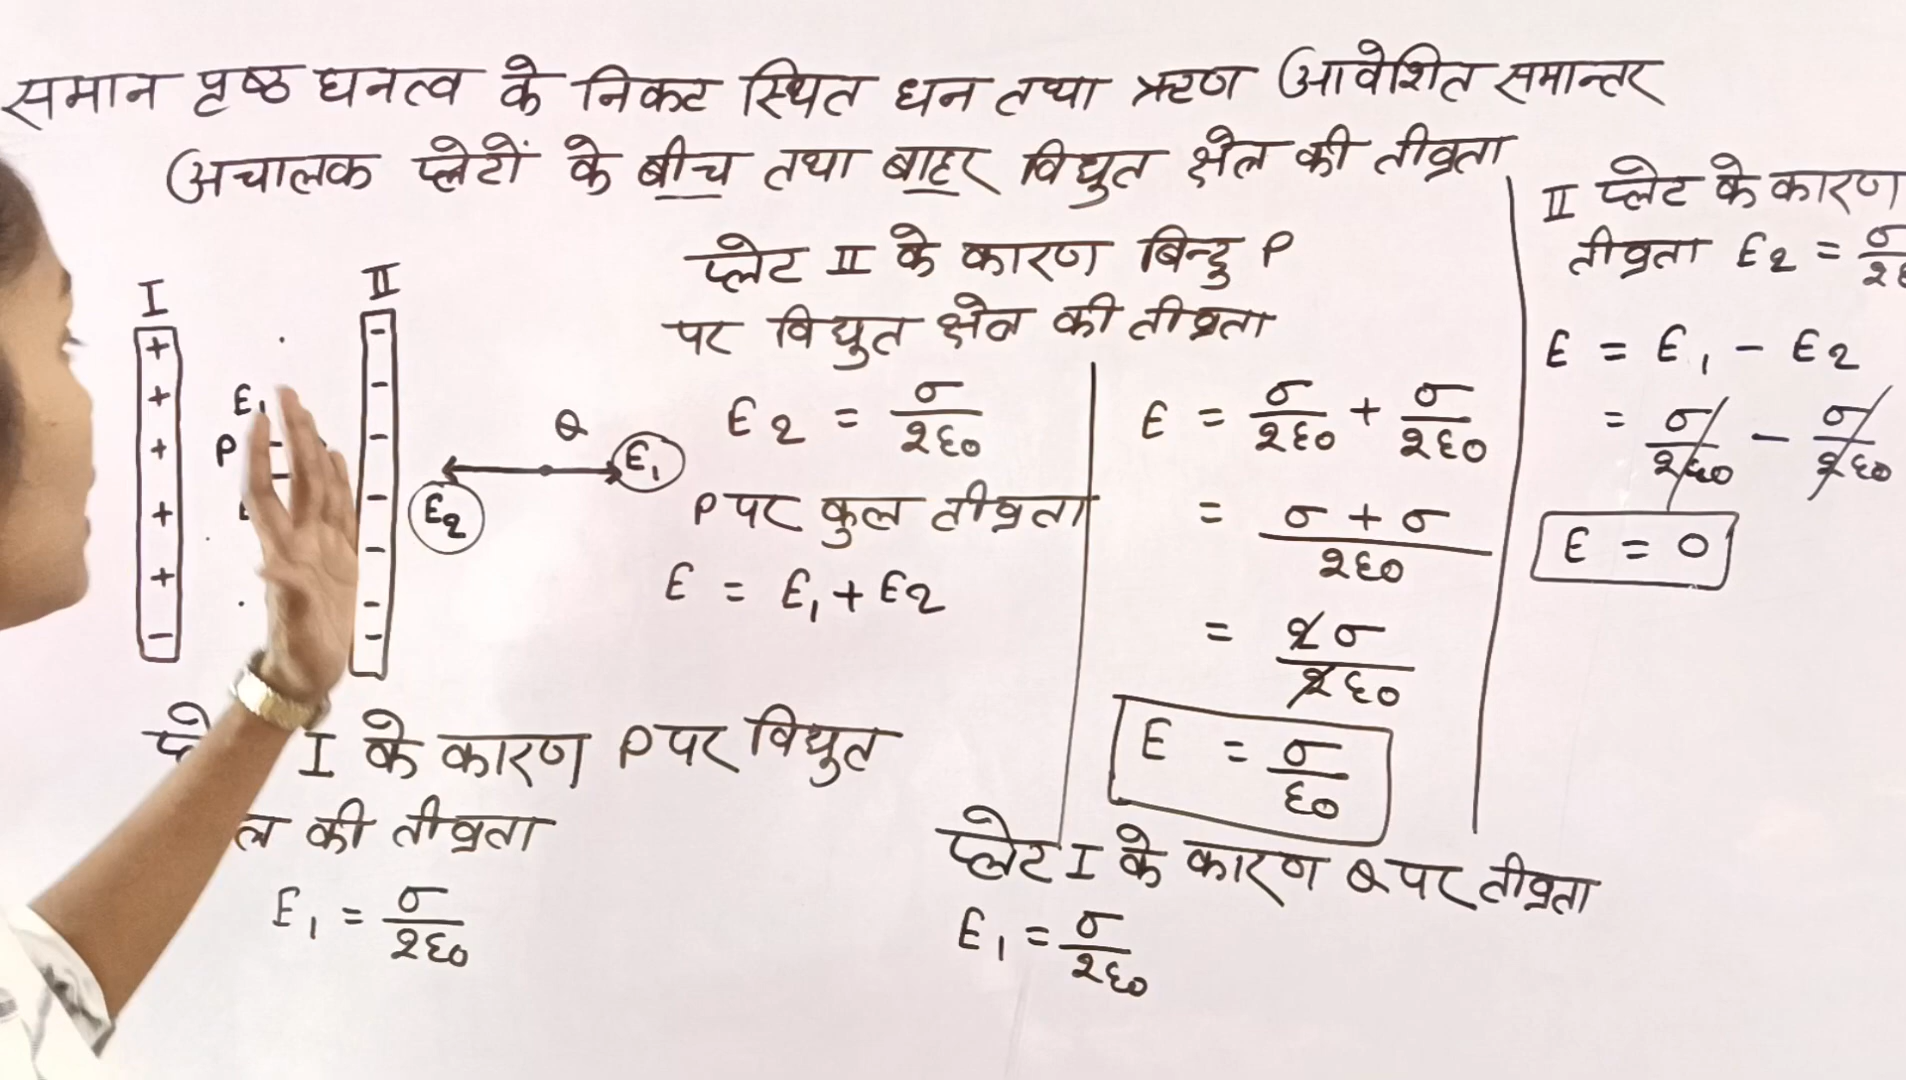 समान पृष्ठ घनत्व के निकट स्थित धन तथा ऋण आवेशित समान्तर
अचालक प्लेटों के बीच तथा बाहर विद्युत क्षेत्र की तीव्रता
I
II
+
+
+
+
+
-
-
-
-
-
-
-
-
E₁
P
Q
E₁
E₂
प्लेट II के कारण बिन्दु P
पर विद्युत क्षेत्र की तीव्रता
E₂ = σ/2ε₀
P पर कुल तीव्रता
E = E₁ + E₂
I के कारण P पर विद्युत
की तीव्रता
E₁ = σ/2ε₀
E = σ/2ε₀ + σ/2ε₀
= σ + σ/2ε₀
= 2σ/2ε₀
E = σ/ε₀
प्लेट I के कारण Q पर तीव्रता
E₁ = σ/2ε₀
II प्लेट के कारण
तीव्रता E₂ = σ/2ε
E = E₁ - E₂
= σ/2ε₀ - σ/2ε₀
E = 0